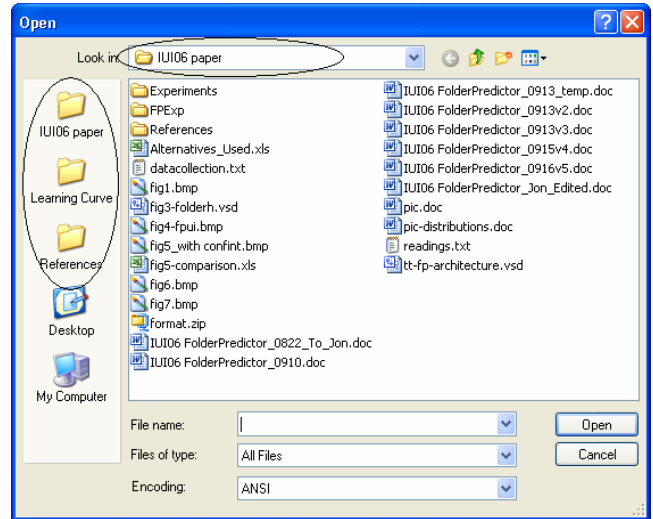 Open
Look in:
IUI06 paper
IUI06 paper
Learning Curve
References
Desktop
My Computer
Experiments
FPExp
References
Alternatives_Used.xls
datacollection.txt
fig1.bmp
fig3-folderh.vsd
fig4-fpui.bmp
fig5_with confint.bmp
fig5-comparison.xls
fig6.bmp
fig7.bmp
format.zip
IUI06 FolderPredictor_0822_To_Jon.doc
IUI06 FolderPredictor_0910.doc
IUI06 FolderPredictor_0913_temp.doc
IUI06 FolderPredictor_0913v2.doc
IUI06 FolderPredictor_0913v3.doc
IUI06 FolderPredictor_0915v4.doc
IUI06 FolderPredictor_0916v5.doc
IUI06 FolderPredictor_Jon_Edited.doc
pic.doc
pic-distributions.doc
readings.txt
tt-fp-architecture.vsd
File name:
Open
Files of type:
All Files
Cancel
Encoding:
ANSI